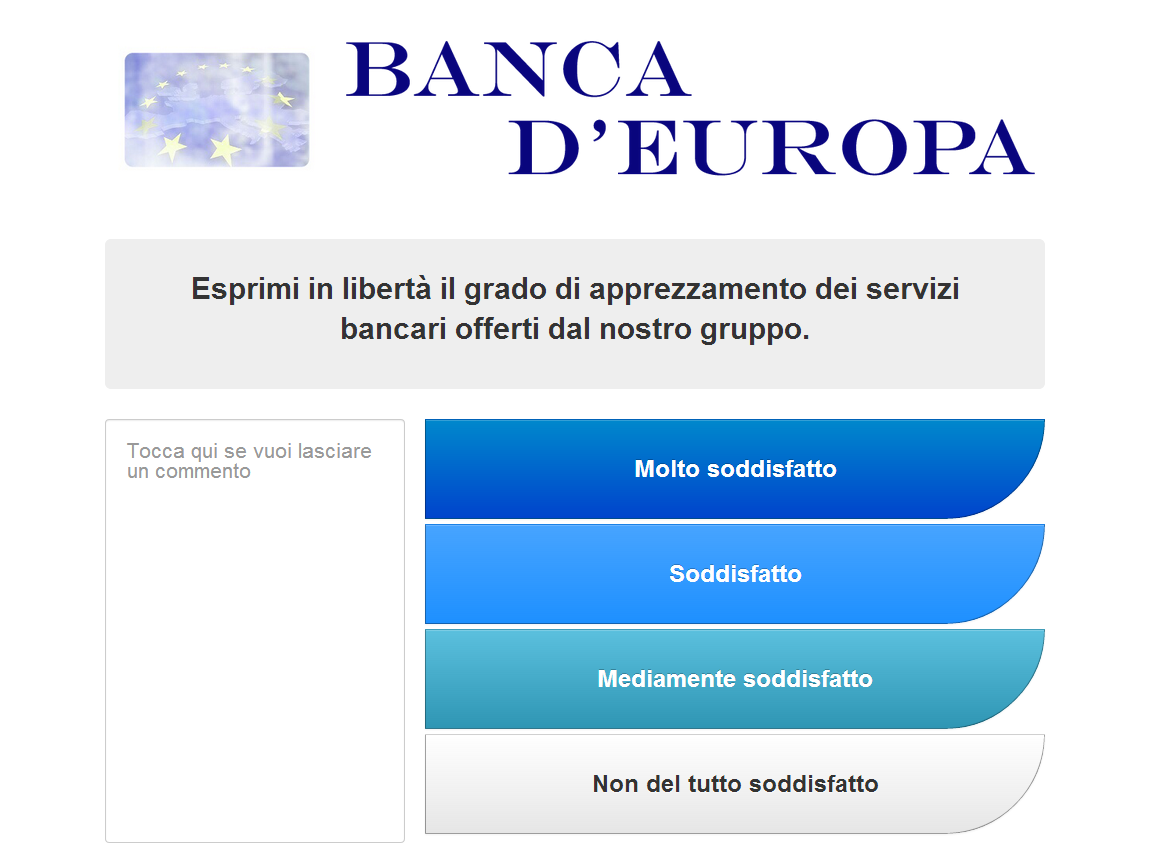 BANCA
D’EUROPA
Esprimi in libertà il grado di apprezzamento dei servizi
bancari offerti dal nostro gruppo.
Tocca qui se vuoi lasciare
un commento
Molto soddisfatto
Soddisfatto
Mediamente soddisfatto
Non del tutto soddisfatto